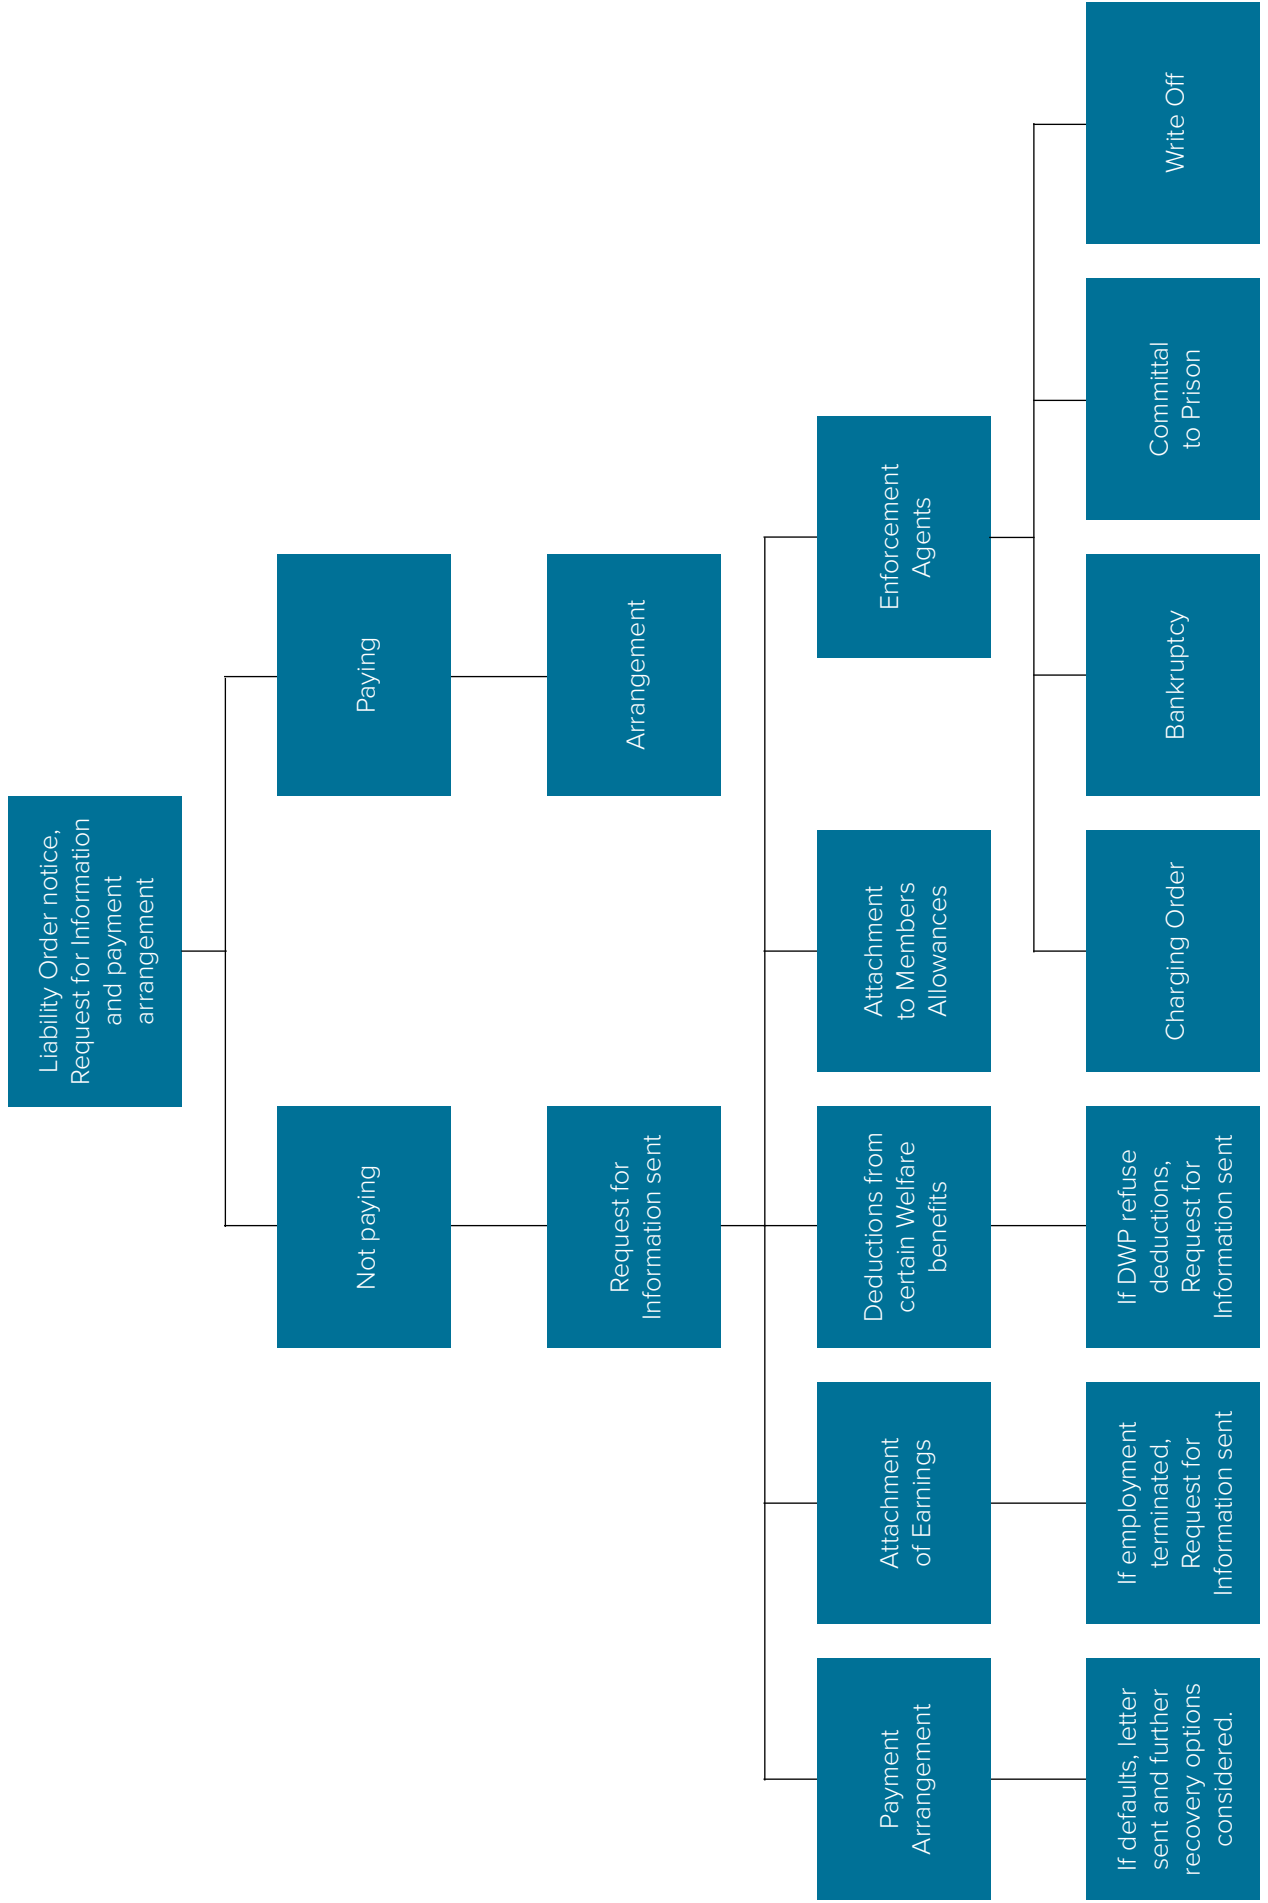 Liability Order notice,
Request for Information
and payment
arrangement
Not paying
Paying
Request for
Information sent
Arrangement
Payment
Arrangement
Attachment
of Earnings
Deductions from
certain Welfare
benefits
Attachment
to Members
Allowances
Enforcement
Agents
If defaults, letter
sent and further
recovery options
considered.
If employment
terminated,
Request for
Information sent
If DWP refuse
deductions,
Request for
Information sent
Charging Order
Bankruptcy
Committal
to Prison
Write Off